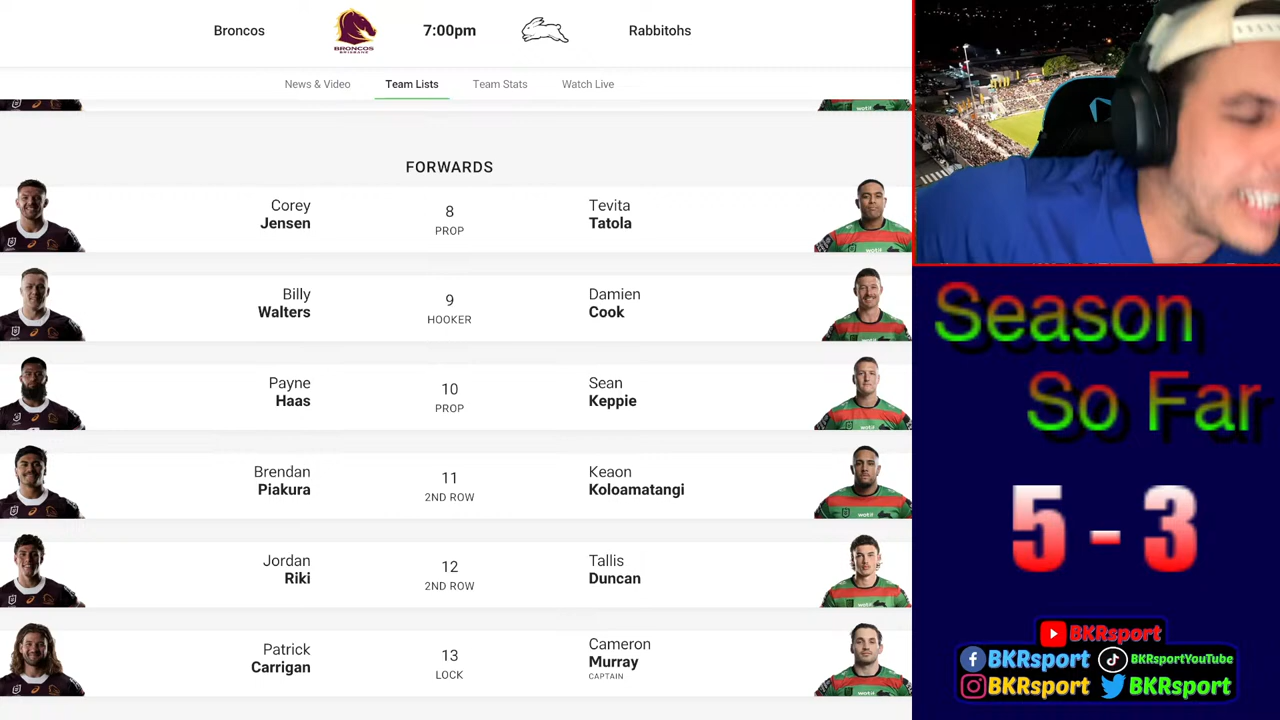 Broncos
BRONCOS
BRISBANE
7:00pm
Rabbitohs
News & Video
Team Lists
Team Stats
Watch Live
FORWARDS
Corey
Jensen
8
PROP
Tevita
Tatola
Billy
Walters
9
HOOKER
Damien
Cook
Payne
Haas
10
PROP
Sean
Keppie
Brendan
Piakura
11
2ND ROW
Keaon
Koloamatangi
Jordan
Riki
12
2ND ROW
Tallis
Duncan
Patrick
Carrigan
13
LOCK
Cameron
Murray
CAPTAIN
Season
So Far
5 - 3
BKRsport
BKRsport
BKRsportYouTube
BKRsport
BKRsport